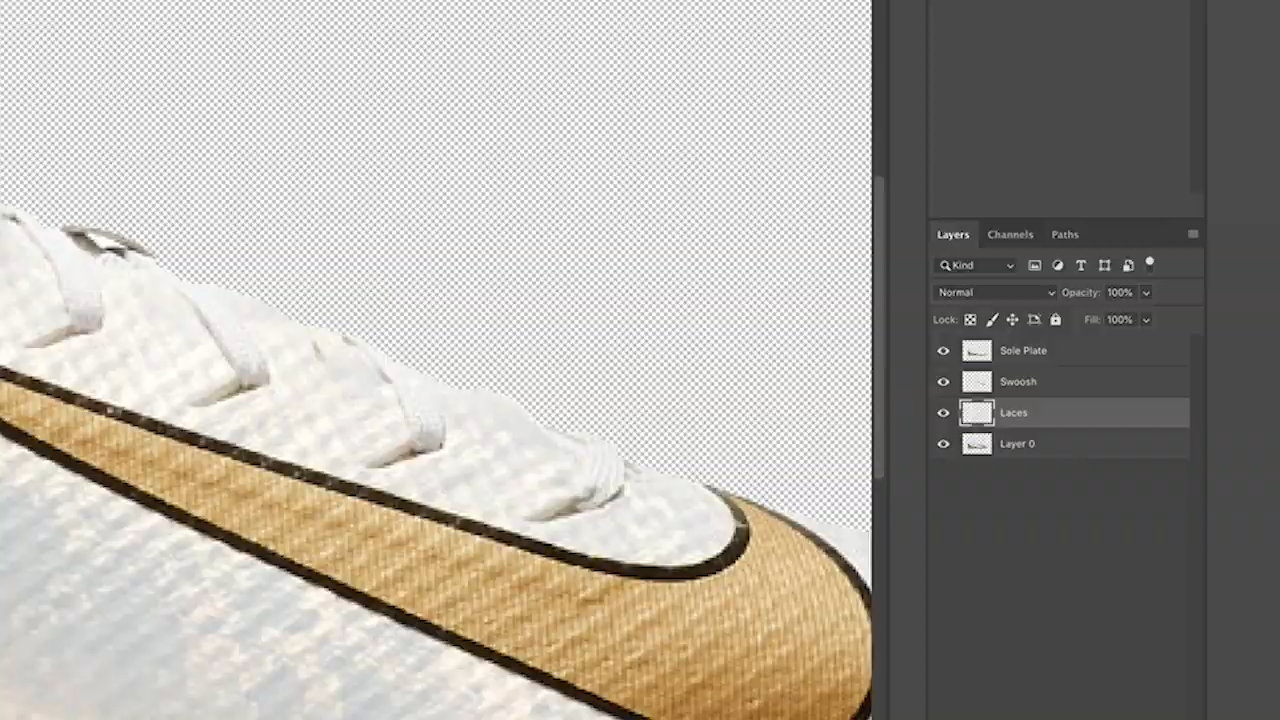 Layers Channels Paths
Kind
Normal Opacity: 100%
Lock: Fill: 100%
Sole Plate
Swoosh
Laces
Layer 0